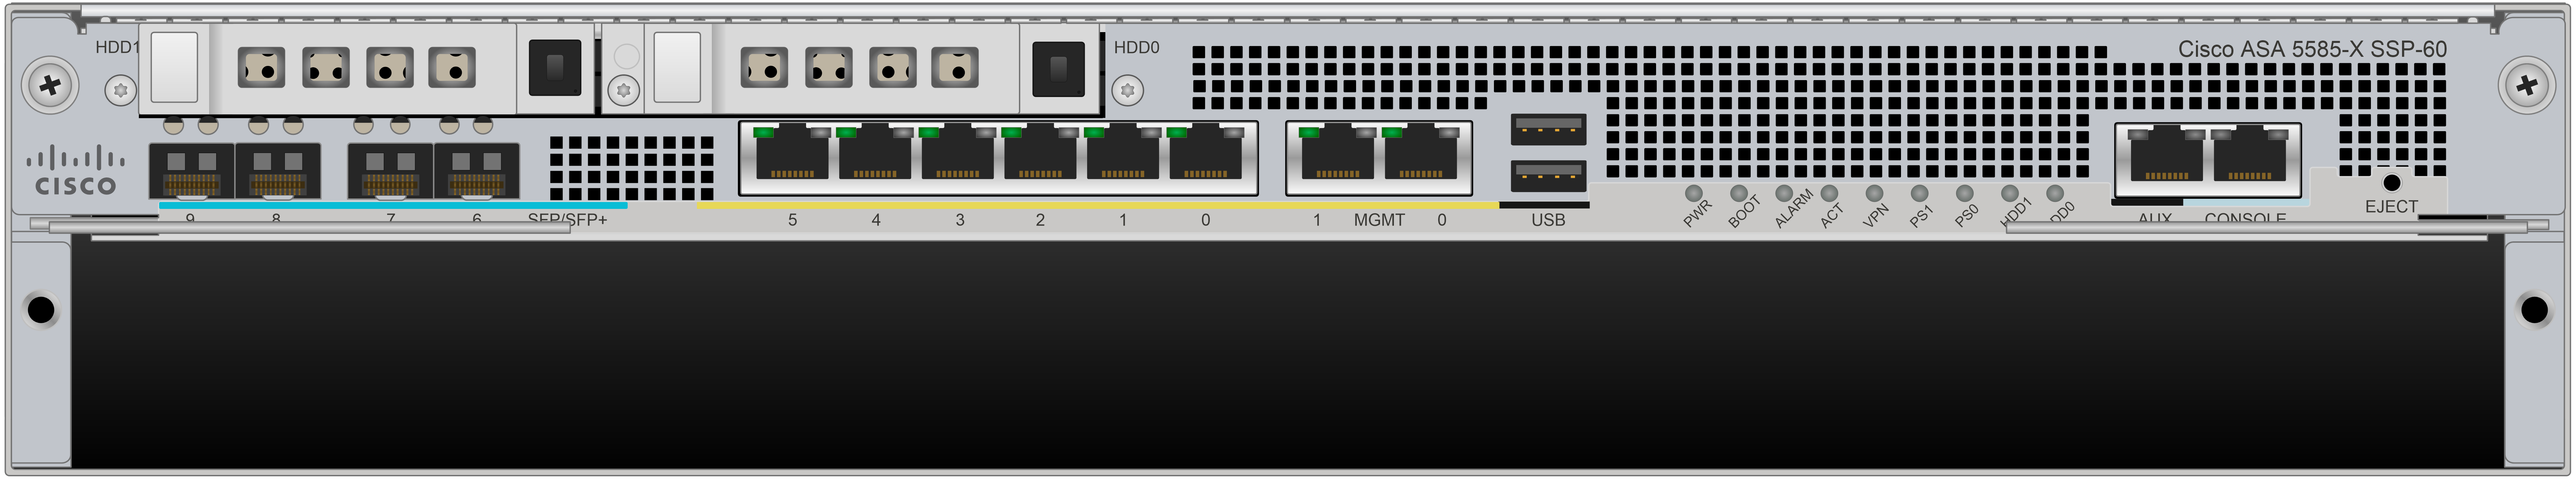 HDD1
HDD0
Cisco ASA 5585-X SSP-60
CISCO
9 8 7 6 SFP/SFP+ 5 4 3 2 1 0 1 MGMT 0 USB
PWR BOOT ALARM ACT VPN PS1 PS0 HDD1 DD0
AUX CONSOLE EJECT